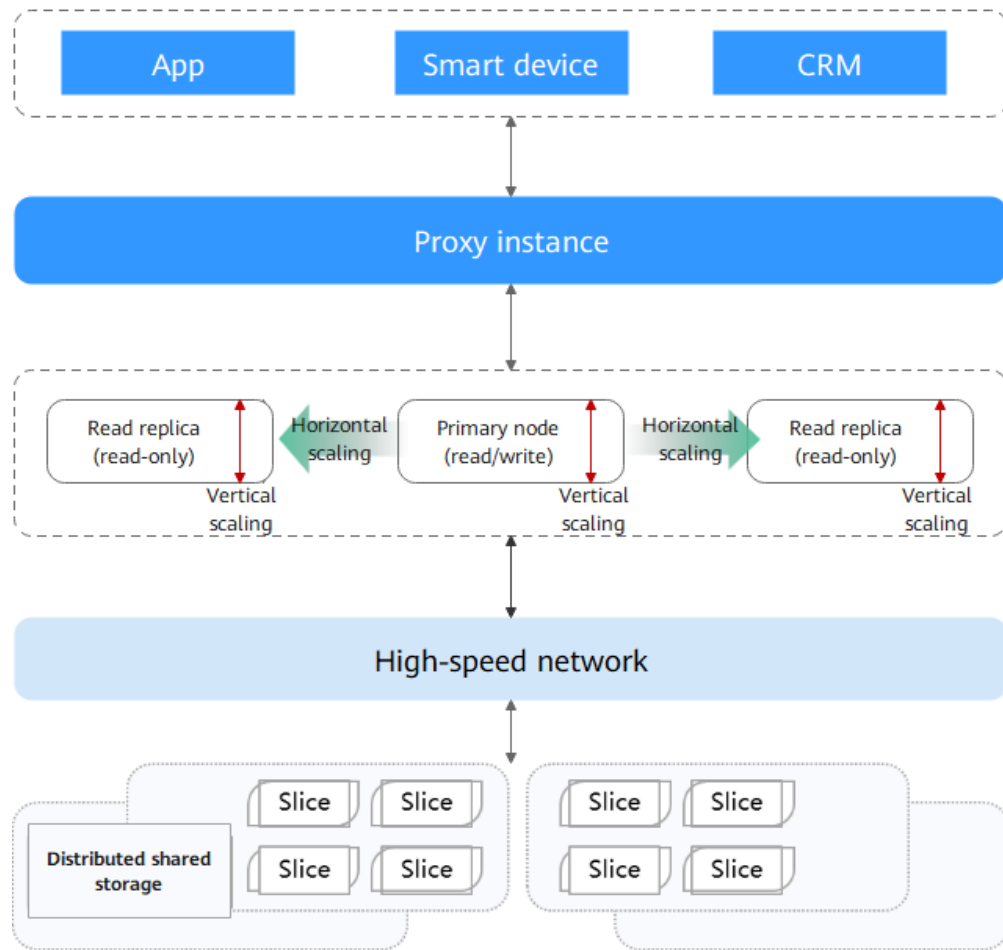 App
Smart device
CRM
Proxy instance
Read replica
(read-only)
Vertical
scaling
Horizontal
scaling
Primary node
(read/write)
Vertical
scaling
Horizontal
scaling
Read replica
(read-only)
Vertical
scaling
High-speed network
Slice
Slice
Slice
Slice
Slice
Slice
Slice
Slice
Distributed shared
storage